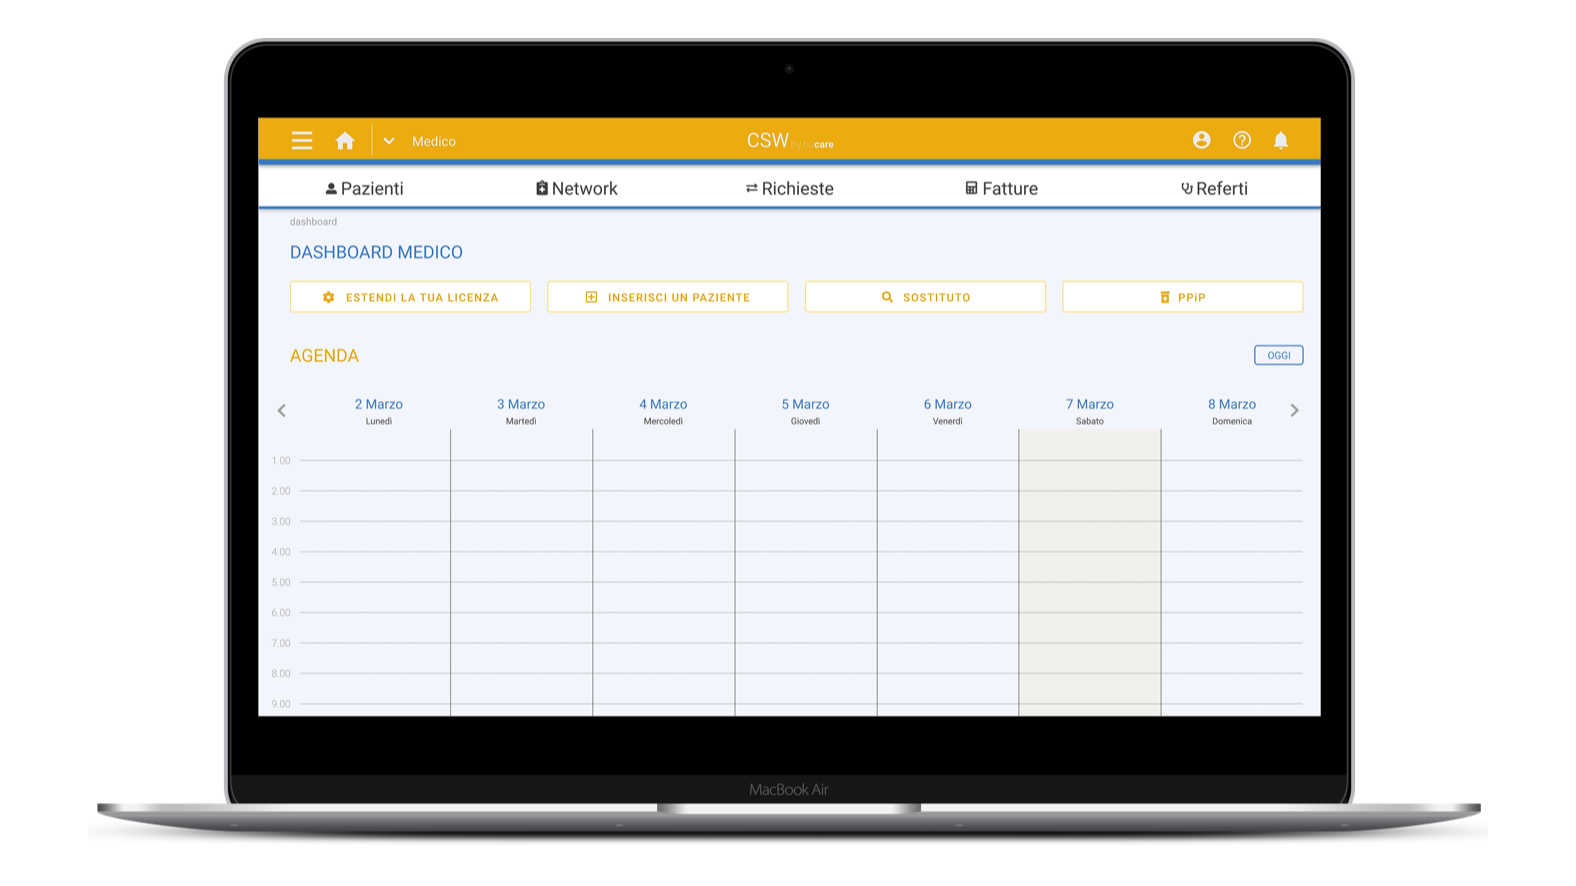 Medico
CSW by hucare
Pazienti
Network
Richieste
Fatture
Referti
dashboard
DASHBOARD MEDICO
ESTENDI LA TUA LICENZA
INSERISCI UN PAZIENTE
SOSTITUTO
PPiP
AGENDA
OGGI
2 Marzo
Lunedì
3 Marzo
Martedì
4 Marzo
Mercoledì
5 Marzo
Giovedì
6 Marzo
Venerdì
7 Marzo
Sabato
8 Marzo
Domenica
1.00
2.00
3.00
4.00
5.00
6.00
7.00
8.00
9.00
MacBook Air